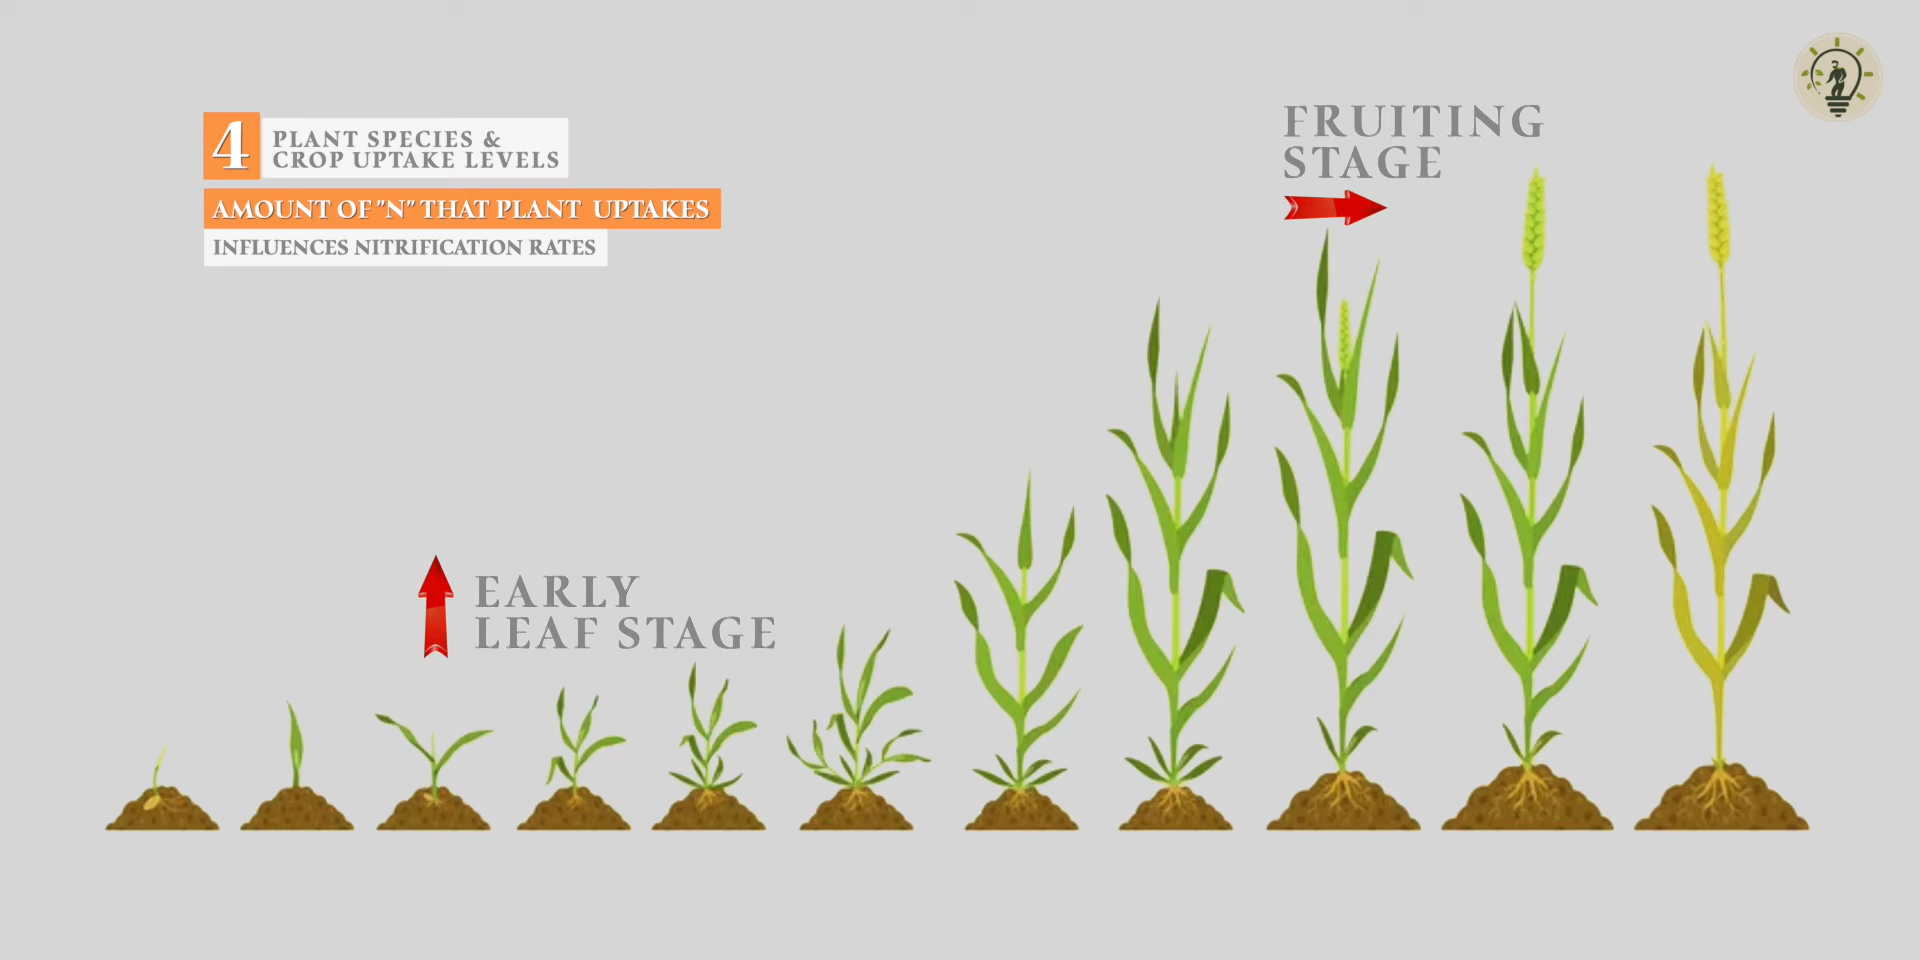 4
PLANT SPECIES &
CROP UPTAKE LEVELS
AMOUNT OF "N" THAT PLANT UPTAKES
INFLUENCES NITRIFICATION RATES
FRUITING
STAGE
EARLY
LEAF STAGE